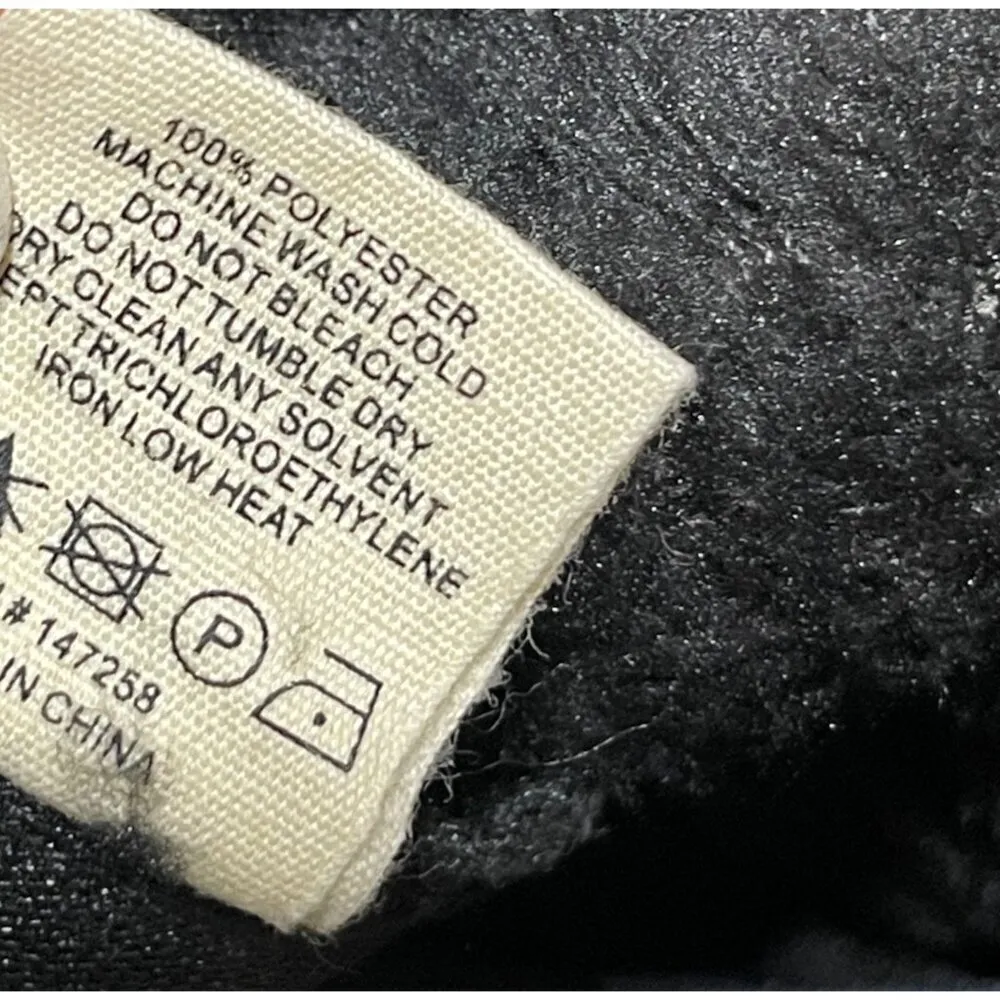 100% POLYESTER
MACHINE WASH COLD
DO NOT BLEACH
DO NOT TUMBLE DRY
DRY CLEAN ANY SOLVENT
EPT TRICHLOROETHYLENE
IRON LOW HEAT
P
#147258
IN CHINA